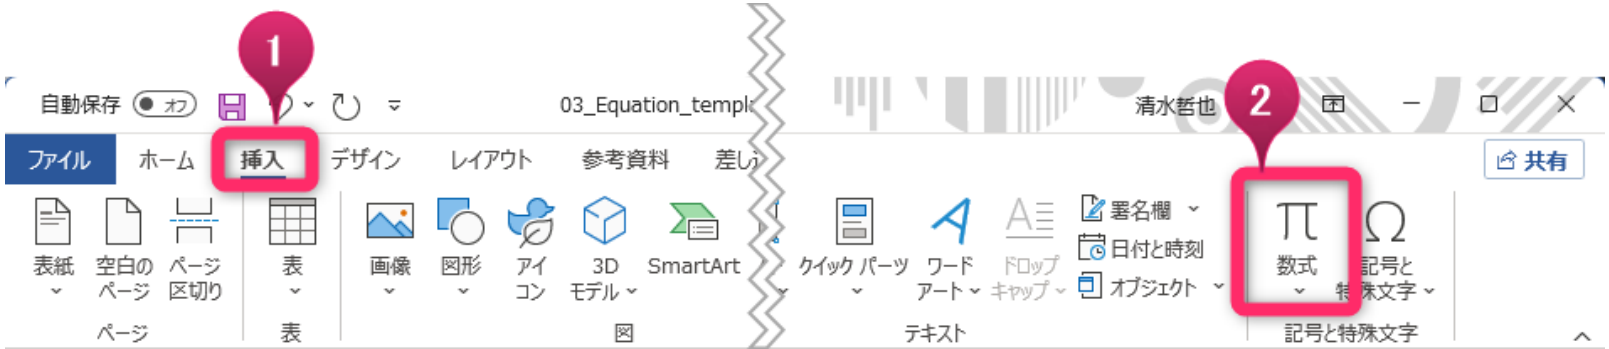 1
2
自動保存 オフ
03_Equation_templ
清水哲也
ファイル ホーム 挿入 デザイン レイアウト 参考資料 差し
共有
表紙
空白の
ページ
ページ
区切り
表
画像
図形
アイ
コン
3D
モデル
SmartArt
クイック パーツ
ワード
アート
ドロップ
キャップ
署名欄
日付と時刻
オブジェクト
数式
記号と
特殊文字
ページ
表
図
テキスト
記号と特殊文字